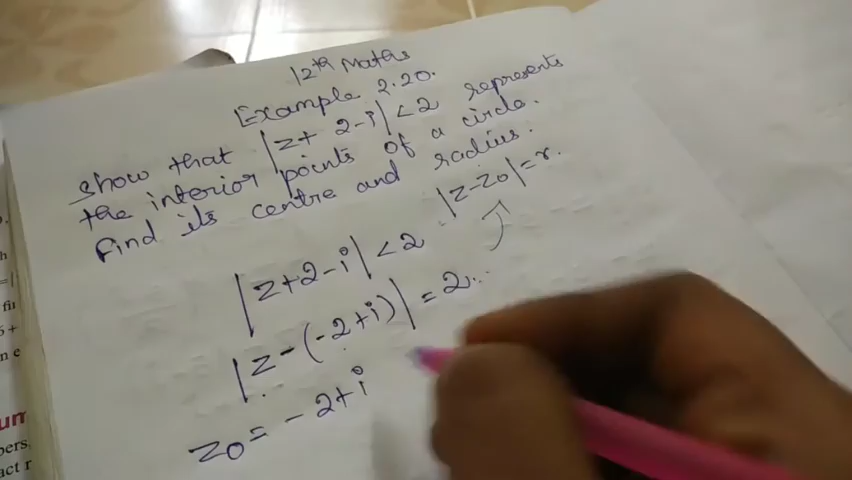 12th Maths
Example 2.20.
Show that |z+ 2-i| <2 represents
the interior points of a circle.
Find its centre and radius.
|z-z0|=r.
|z+2-i| <2
|z-(-2+i)| = 2..
z0= -2+i
um